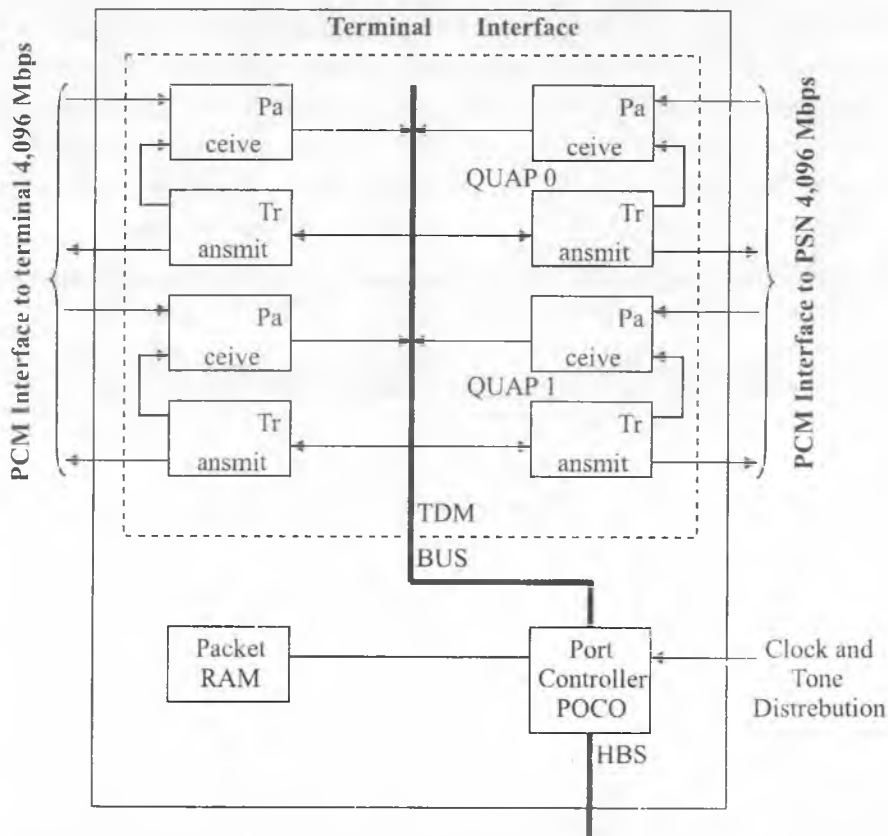 Terminal Interface
PCM Interface to terminal 4,096 Mbps
Pa
ceive
Tr
ansmit
Pa
ceive
Tr
ansmit
Pa
ceive
QUAP 0
Tr
ansmit
Pa
ceive
QUAP 1
Tr
ansmit
PCM Interface to PSN 4,096 Mbps
TDM
BUS
Packet
RAM
Port
Controller
POCO
Clock and
Tone
Distrebution
HBS